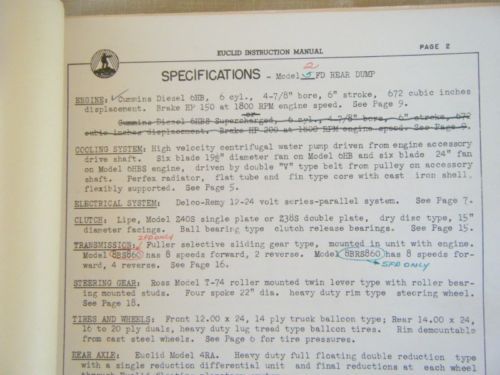 EUCLID INSTRUCTION MANUAL
PAGE 2
2
SPECIFICATIONS - Model 5 FD REAR DUMP
ENGINE: Cummins Diesel 6HB, 6 cyl., 4-7/8" bore, 6" stroke, 672 cubic inches
displacement. Brake HP 150 at 1800 RPM engine speed. See Page 9.
or
Cummins Diesel 6HBS Supercharged, 6 cyl., 4-7/8" bore, 6" stroke, 672
cubic inches displacement. Brake HP 200 at 1800 RPM engine speed. See Page 9.
COOLING SYSTEM: High velocity centrifugal water pump driven from engine accessory
drive shaft. Six blade 19½" diameter fan on Model 6HB and six blade 24" fan
on Model 6HBS engine, driven by double "V" type belt from pulley on accessory
shaft. Perfex radiator, flat tube and fin type core with cast iron shell,
flexibly supported. See Page 5.
ELECTRICAL SYSTEM: Delco-Remy 12-24 volt series-parallel system. See Page 7.
CLUTCH: Lipe, Model Z40S single plate or Z38S double plate, dry disc type, 15"
diameter facings. Ball bearing type clutch release bearings. See Page 15.
2FD ONLY
TRANSMISSION: Fuller selective sliding gear type, mounted in unit with engine.
Model 8RS860 has 8 speeds forward, 2 reverse. Model 8BRS860 has 8 speeds for-
ward, 4 reverse. See Page 16.
5FD ONLY
STEERING GEAR: Ross Model T-74 roller mounted twin lever type with roller bear-
ing mounted studs. Four spoke 22" dia. heavy duty rim type steering wheel.
See Page 18.
TIRES AND WHEELS: Front 12.00 x 24, 14 ply truck balloon type; Rear 14.00 x 24,
16 to 20 ply duals, heavy duty lug tread type balloon tires. Rim demountable
from cast steel wheels. See Page 6 for tire pressures.
REAR AXLE: Euclid Model 4RA. Heavy duty full floating double reduction type
with a single reduction differential unit and final reductions at each wheel
through Euclid floating